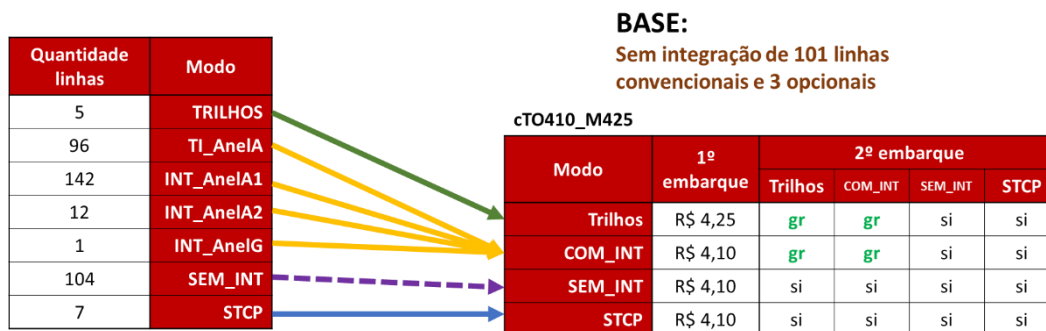 BASE:
Sem integração de 101 linhas
convencionais e 3 opcionais
Quantidade linhas Modo
5 TRILHOS
96 TI_AnelA
142 INT_AnelA1
12 INT_AnelA2
1 INT_AnelG
104 SEM_INT
7 STCP
cTO410_M425
Modo 1º embarque 2º embarque
Trilhos COM_INT SEM_INT STCP
Trilhos R$ 4,25 gr gr si si
COM_INT R$ 4,10 gr gr si si
SEM_INT R$ 4,10 si si si si
STCP R$ 4,10 si si si si